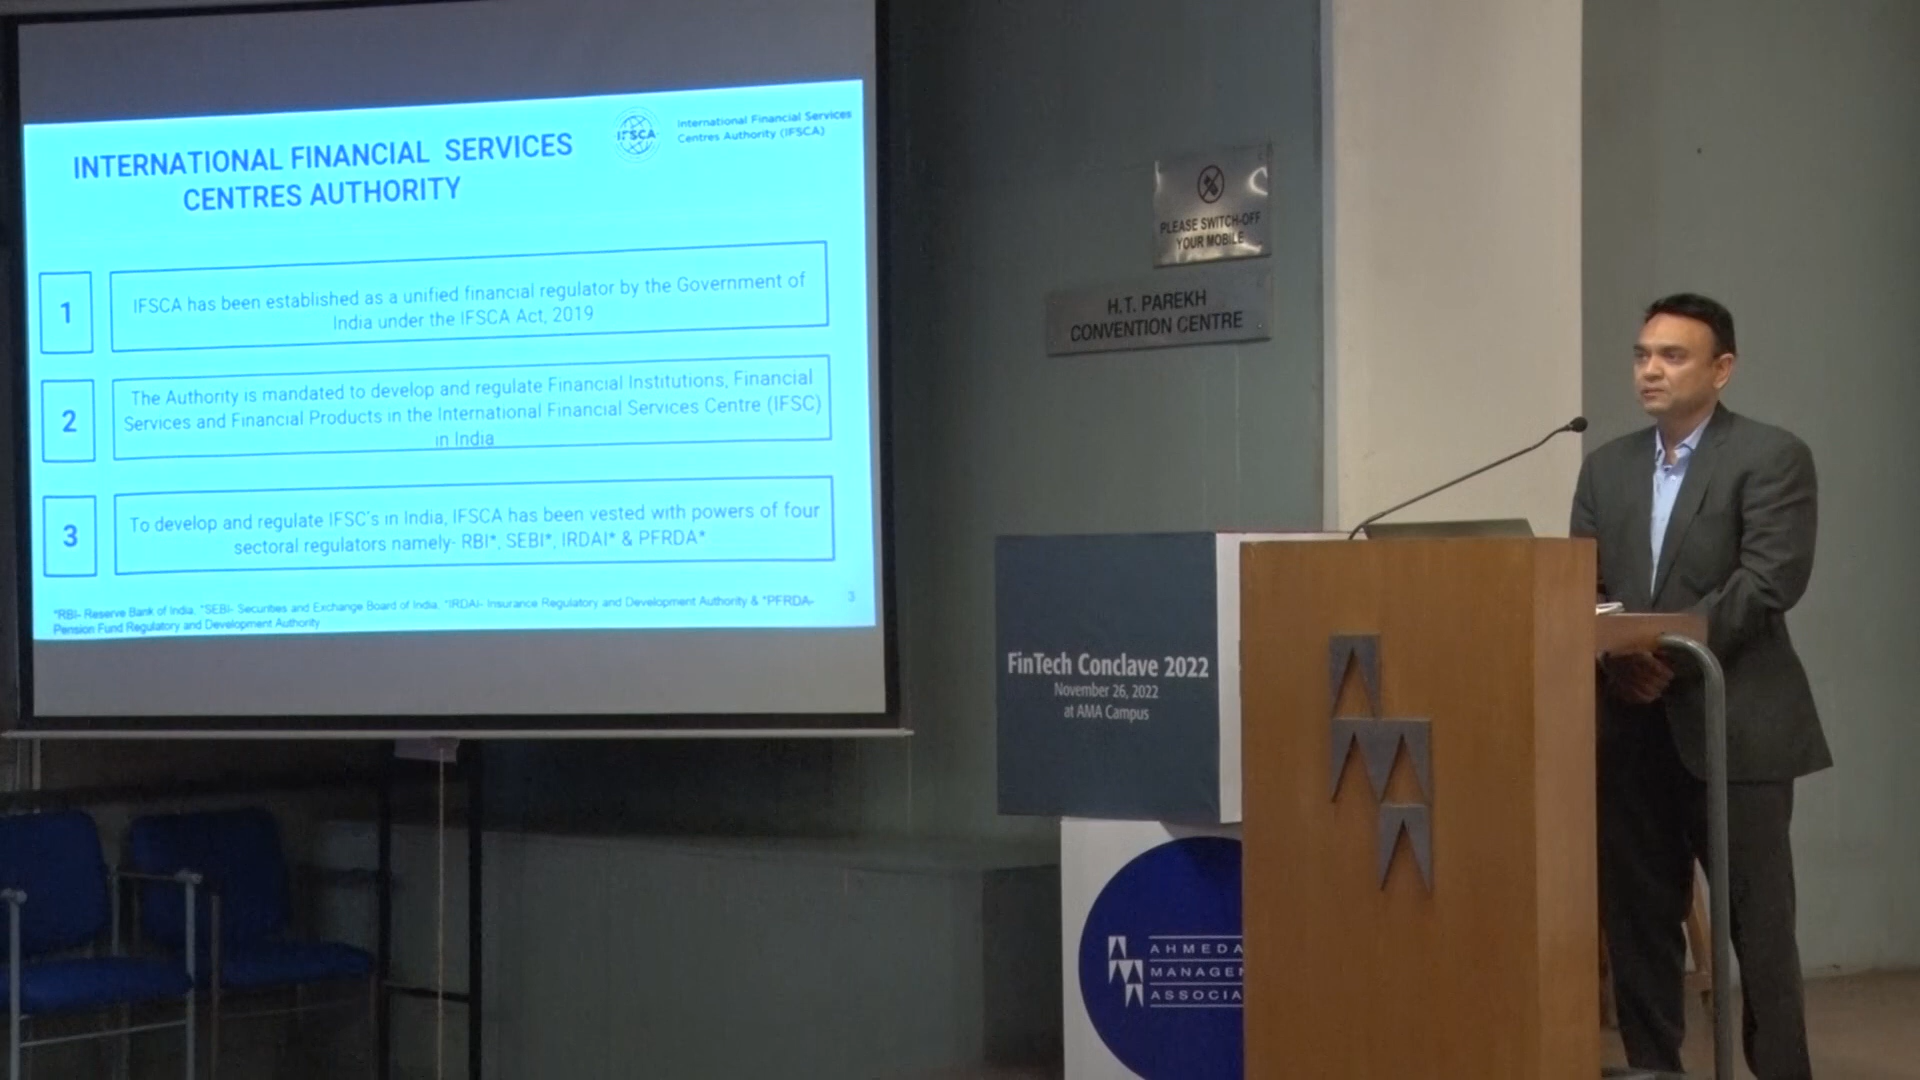 INTERNATIONAL FINANCIAL SERVICES
CENTRES AUTHORITY
IFSCA
International Financial Services
Centres Authority (IFSCA)
1
IFSCA has been established as a unified financial regulator by the Government of
India under the IFSCA Act, 2019
2
The Authority is mandated to develop and regulate Financial Institutions, Financial
Services and Financial Products in the International Financial Services Centre (IFSC)
in India
3
To develop and regulate IFSC's in India, IFSCA has been vested with powers of four
sectoral regulators namely- RBI*, SEBI*, IRDAI* & PFRDA*
*RBI- Reserve Bank of India, *SEBI- Securities and Exchange Board of India, *IRDAI- Insurance Regulatory and Development Authority & *PFRDA-
Pension Fund Regulatory and Development Authority
3
PLEASE SWITCH-OFF
YOUR MOBILE
H.T. PAREKH
CONVENTION CENTRE
FinTech Conclave 2022
November 26, 2022
at AMA Campus
AHMEDA
MANAGE
ASSOCIA